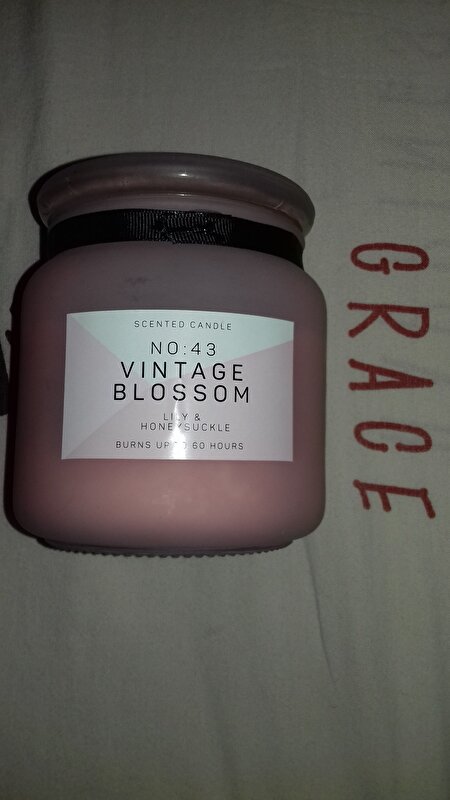 SCENTED CANDLE
NO:43
VINTAGE
BLOSSOM
LILY &
HONEYSUCKLE
BURNS UP TO 60 HOURS
GRACE